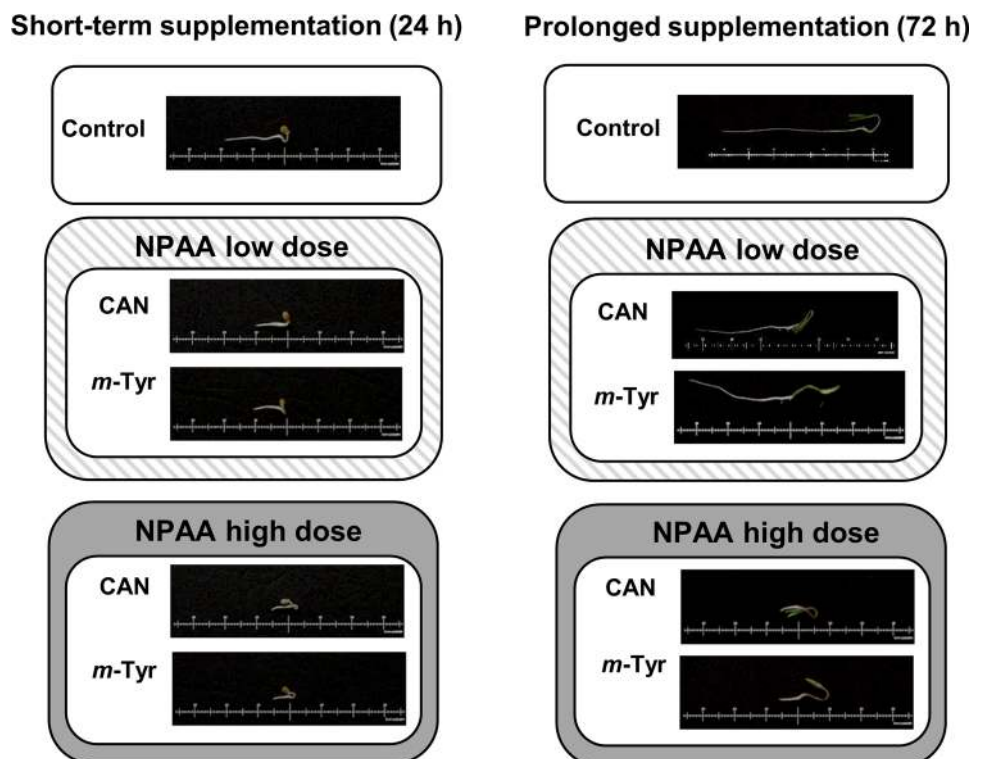 Short-term supplementation (24 h)
Control
NPAA low dose
CAN
m-Tyr
NPAA high dose
CAN
m-Tyr
Prolonged supplementation (72 h)
Control
NPAA low dose
CAN
m-Tyr
NPAA high dose
CAN
m-Tyr